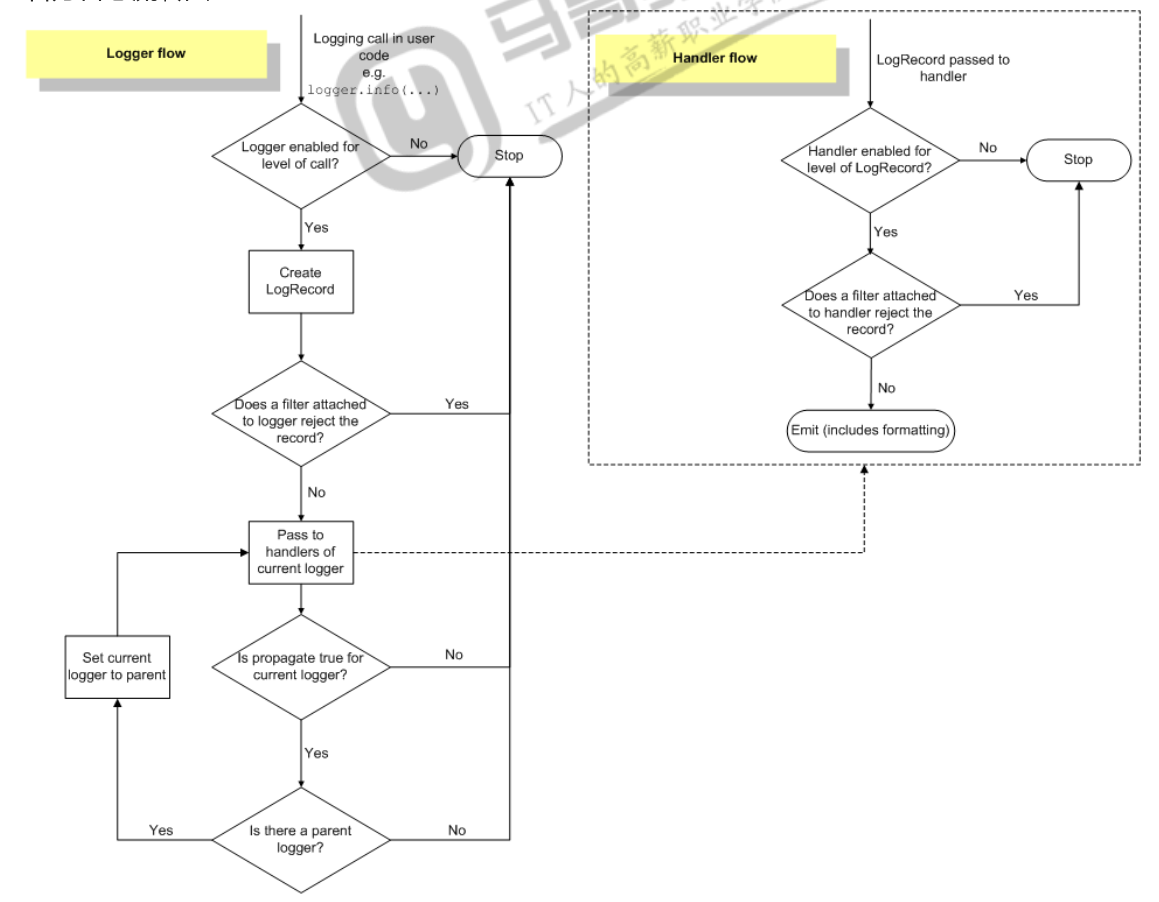 Logger flow
Logging call in user
code
e.g.
logger.info(...)
Logger enabled for
level of call?
No
Stop
Yes
Create
LogRecord
Does a filter attached
to logger reject the
record?
Yes
No
Pass to
handlers of
current logger
Set current
logger to parent
Is propagate true for
current logger?
No
Yes
Is there a parent
logger?
Yes
No
Handler flow
LogRecord passed to
handler
Handler enabled for
level of LogRecord?
No
Stop
Yes
Does a filter attached
to handler reject the
record?
Yes
No
Emit (includes formatting)
IT人的高薪职业学